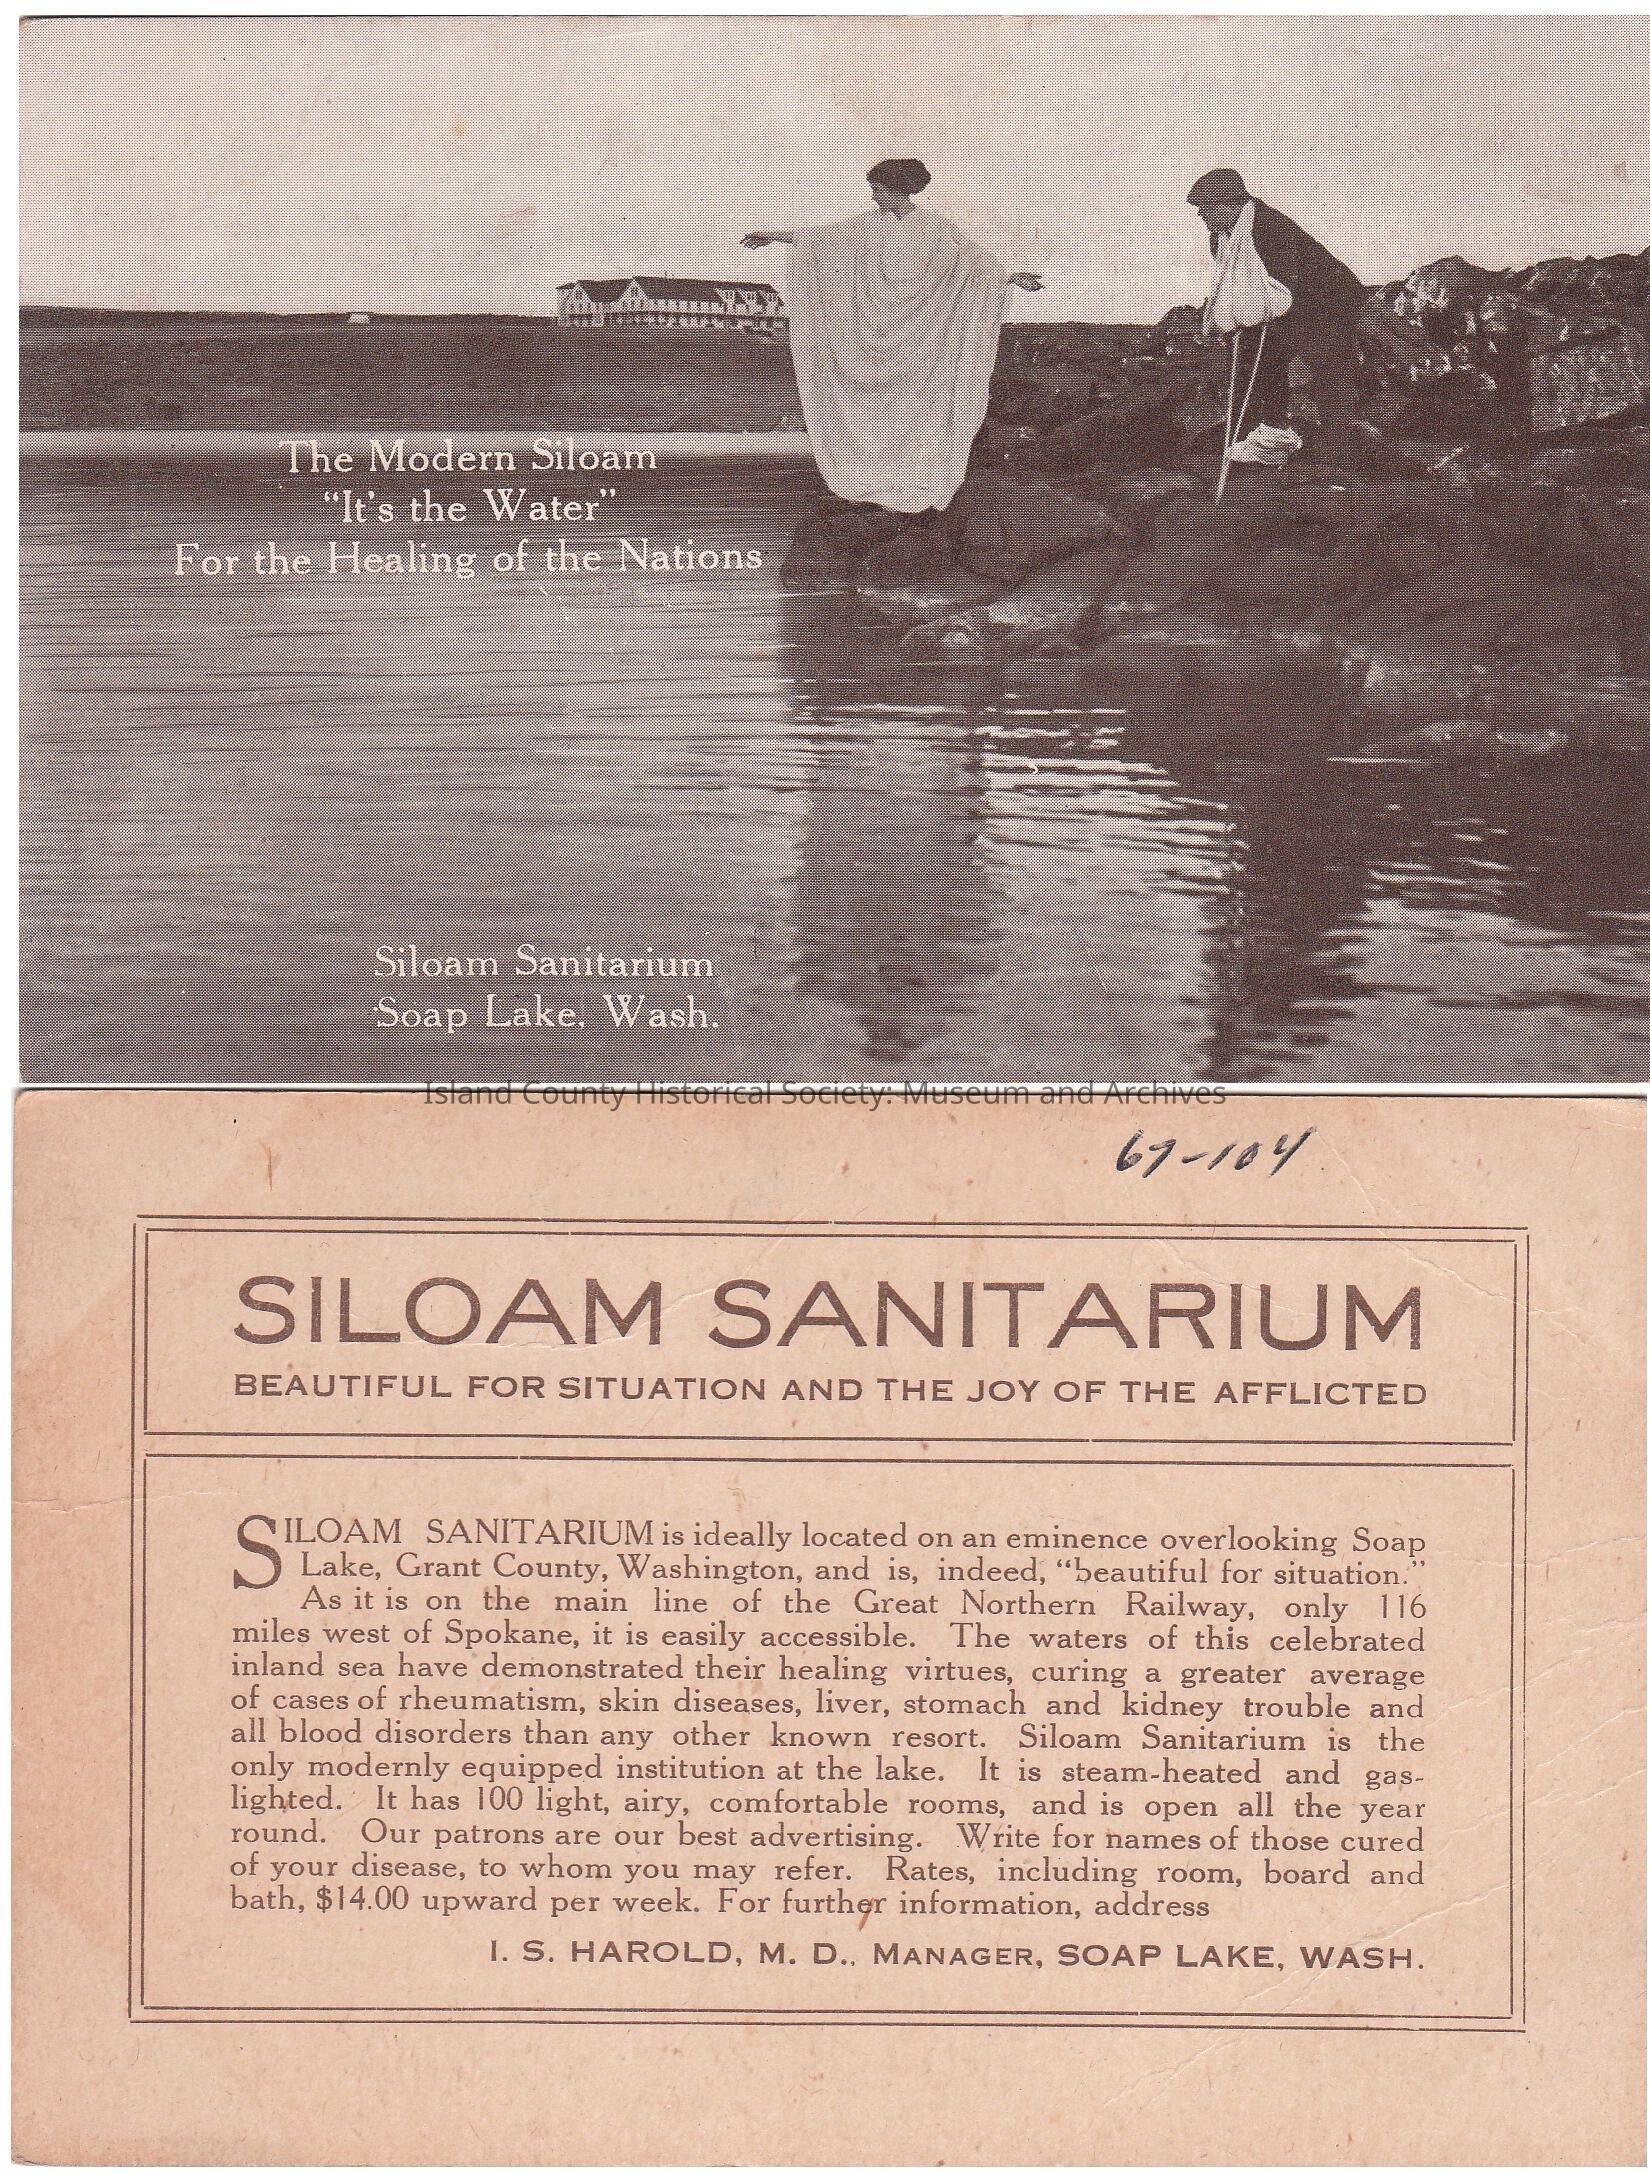 The Modern Siloam
“It's the Water”
For the Healing of the Nations
Siloam Sanitarium
Soap Lake, Wash.
Island County Historical Society: Museum and Archives
67-104
SILOAM SANITARIUM
BEAUTIFUL FOR SITUATION AND THE JOY OF THE AFFLICTED
SILOAM SANITARIUM is ideally located on an eminence overlooking Soap
Lake, Grant County, Washington, and is, indeed, “beautiful for situation.”
As it is on the main line of the Great Northern Railway, only 116
miles west of Spokane, it is easily accessible. The waters of this celebrated
inland sea have demonstrated their healing virtues, curing a greater average
of cases of rheumatism, skin diseases, liver, stomach and kidney trouble and
all blood disorders than any other known resort. Siloam Sanitarium is the
only modernly equipped institution at the lake. It is steam-heated and gas-
lighted. It has 100 light, airy, comfortable rooms, and is open all the year
round. Our patrons are our best advertising. Write for names of those cured
of your disease, to whom you may refer. Rates, including room, board and
bath, $14.00 upward per week. For further information, address
I. S. HAROLD, M. D., MANAGER, SOAP LAKE, WASH.